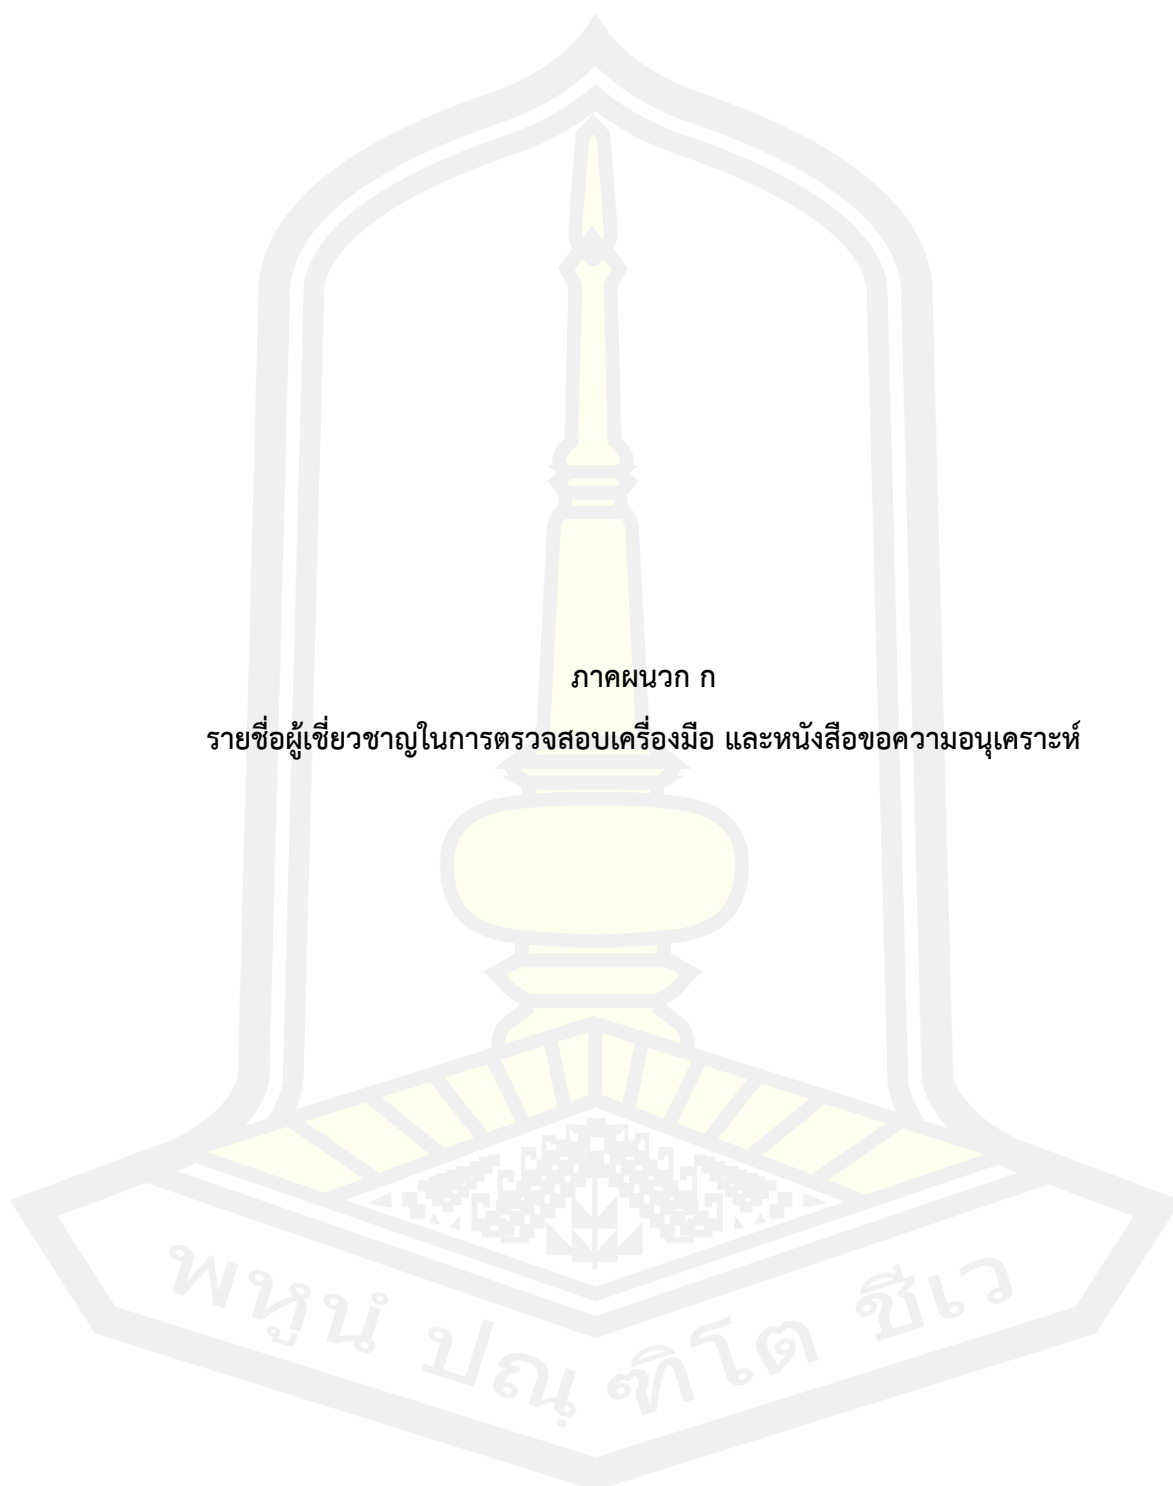 ภาคผนวก ก
รายชื่อผู้เชี่ยวชาญในการตรวจสอบเครื่องมือ และหนังสือขอความอนุเคราะห์
พหูนํ ปณฺฑิโต ชีเว